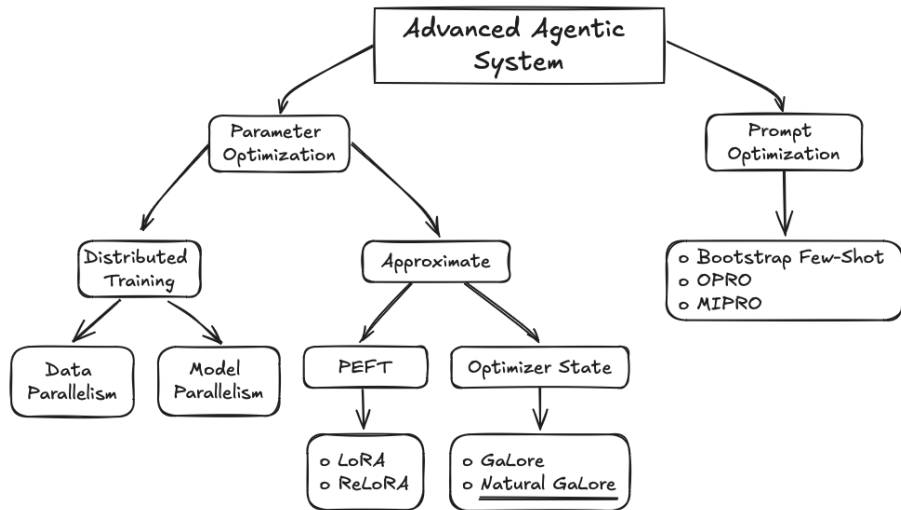 Advanced Agentic
System
Parameter
Optimization
Prompt
Optimization
Distributed
Training
Approximate
Bootstrap Few-Shot
OPRO
MIPRO
Data
Parallelism
Model
Parallelism
PEFT
Optimizer State
LoRA
ReLoRA
GaLore
Natural GaLore